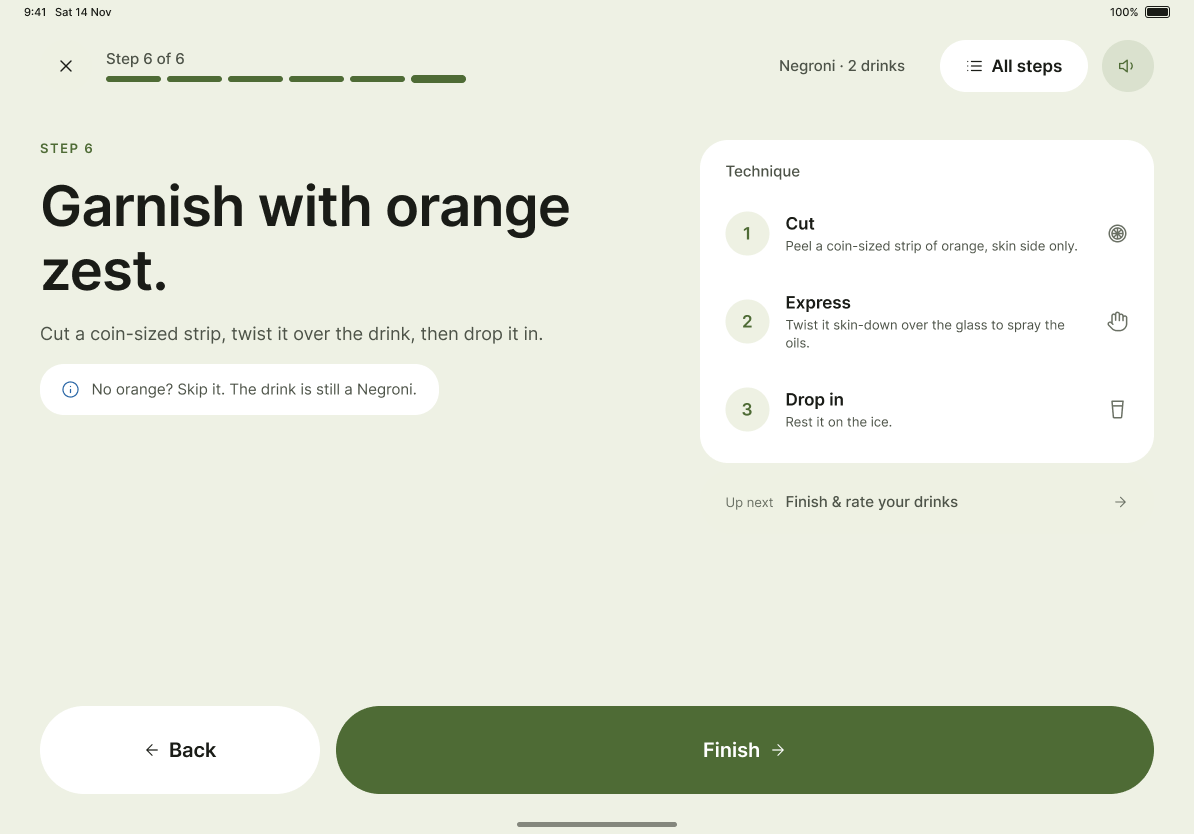 9:41 Sat 14 Nov
100%
Step 6 of 6
Negroni · 2 drinks
All steps
STEP 6
Garnish with orange
zest.
Cut a coin-sized strip, twist it over the drink, then drop it in.
No orange? Skip it. The drink is still a Negroni.
Technique
1
Cut
Peel a coin-sized strip of orange, skin side only.
2
Express
Twist it skin-down over the glass to spray the
oils.
3
Drop in
Rest it on the ice.
Up next Finish & rate your drinks
Back
Finish